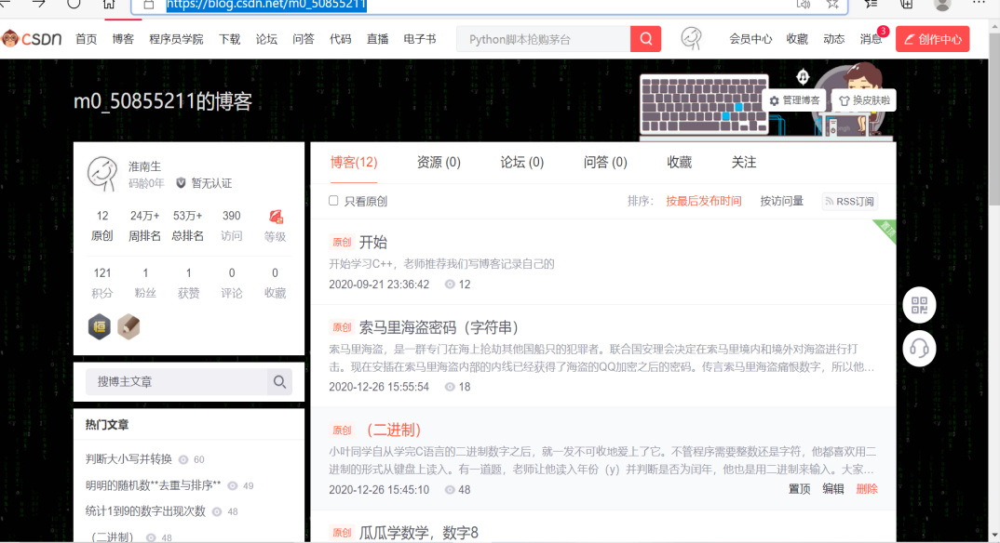 https://blog.csdn.net/m0_50855211
CSDN 首页 博客 程序员学院 下载 论坛 问答 代码 直播 电子书 Python脚本抢购茅台 会员中心 收藏 动态 消息 3 创作中心
m0_50855211的博客
管理博客 换皮肤啦
淮南生
码龄0年 暂无认证
12 24万+ 53万+ 390
原创 周排名 总排名 访问 等级
121 1 1 0 0
积分 粉丝 获赞 评论 收藏
搜博主文章
热门文章
判断大小写并转换 60
明明的随机数**去重与排序** 49
统计1到9的数字出现次数 48
（二进制） 48
博客(12) 资源 (0) 论坛 (0) 问答 (0) 收藏 关注
只看原创 排序： 按最后发布时间 按访问量 RSS订阅
置顶
原创 开始
开始学习C++，老师推荐我们写博客记录自己的
2020-09-21 23:36:42 12
原创 索马里海盗密码（字符串）
索马里海盗，是一群专门在海上抢劫其他国船只的犯罪者。联合国安理会决定在索马里境内和境外对海盗进行打
击。现在安插在索马里海盗内部的内线已经获得了海盗的QQ加密之后的密码。传言索马里海盗痛恨数字，所以他...
2020-12-26 15:55:54 18
原创 （二进制）
小叶同学自从学完C语言的二进制数字之后，就一发不可收地爱上了它。不管程序需要整数还是字符，他都喜欢用二
进制的形式从键盘上读入。有一道题，老师让他读入年份（y）并判断是否为闰年，他也是用二进制来输入。大家...
2020-12-26 15:45:10 48 置顶 编辑 删除
原创 瓜瓜学数学，数字8